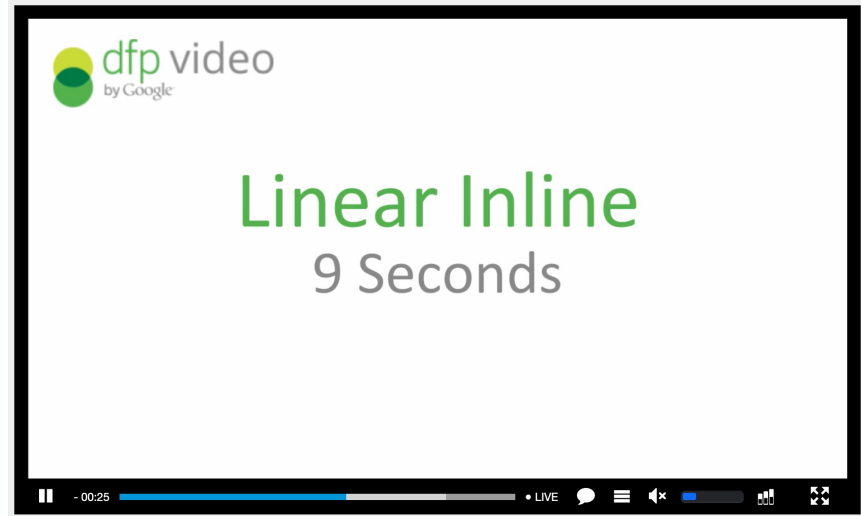 dfp video
by Google
Linear Inline
9 Seconds
- 00:25
• LIVE